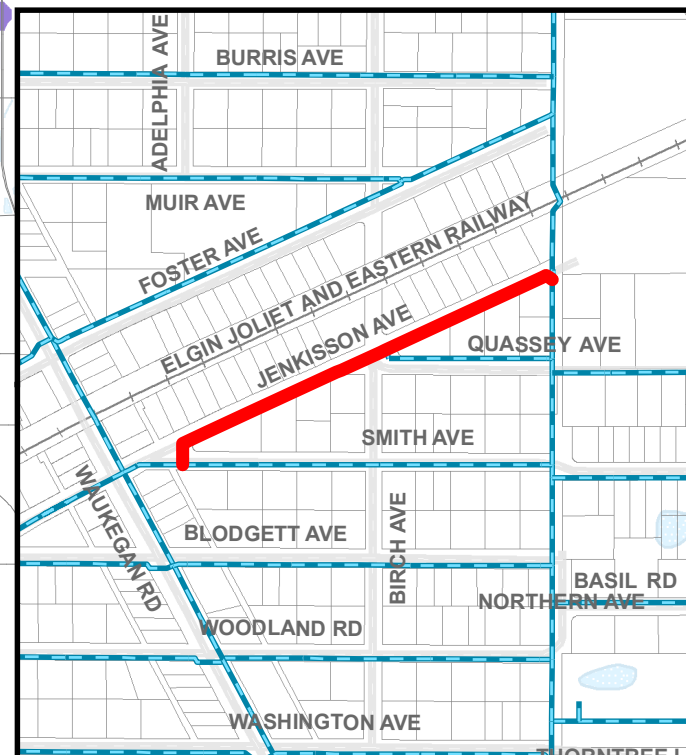 ADELPHIA AVE
BURRIS AVE
MUIR AVE
FOSTER AVE
ELGIN JOLIET AND EASTERN RAILWAY
JENKISSON AVE
QUASSEY AVE
SMITH AVE
WAUKEGAN RD
BLODGETT AVE
BIRCH AVE
BASIL RD
NORTHERN AVE
WOODLAND RD
WASHINGTON AVE
THORNTREE L